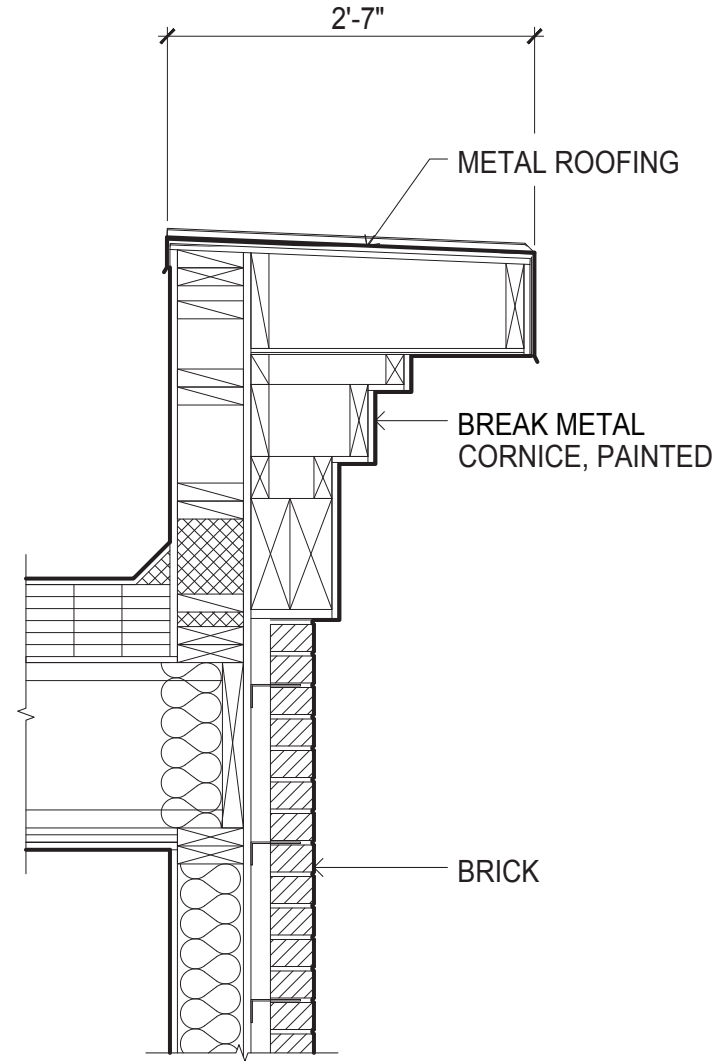 2'-7"
METAL ROOFING
BREAK METAL
CORNICE, PAINTED
BRICK